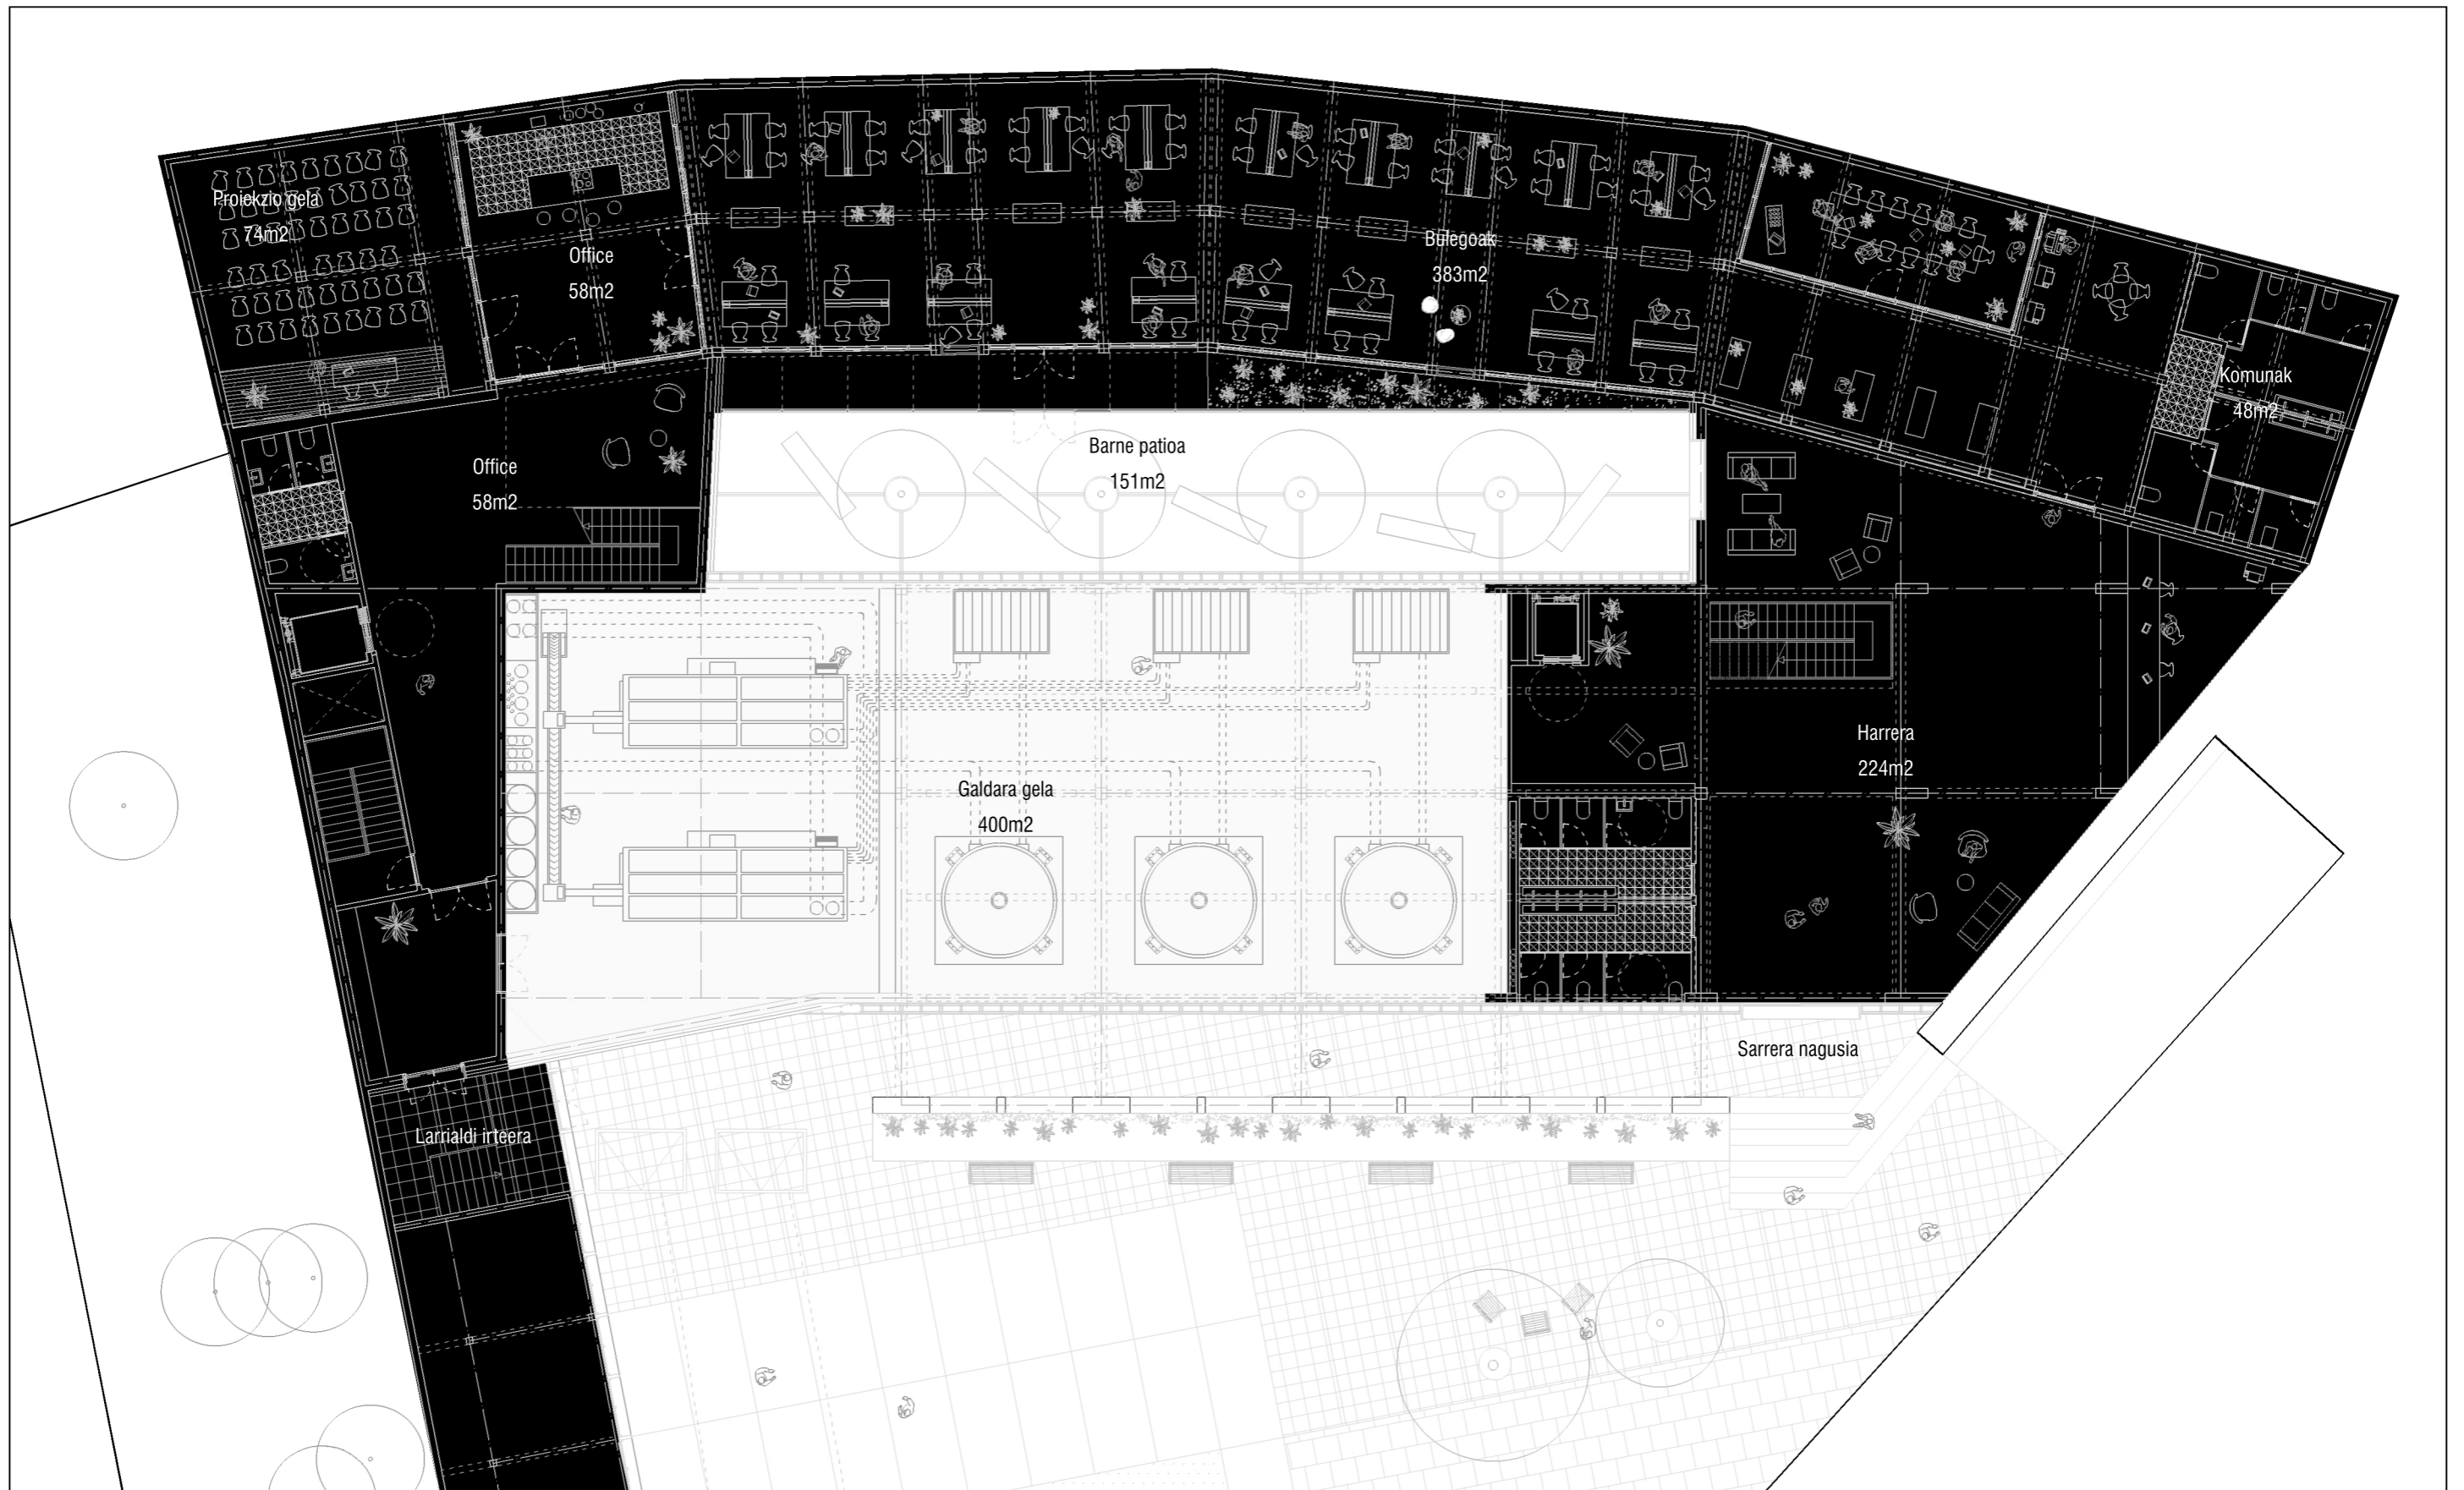 Proiekzio gela
74m2
Office
58m2
Bulegoak
383m2
Komunak
48m2
Barne patioa
151m2
Office
58m2
Harrera
224m2
Galdara gela
400m2
Sarrera nagusia
Larrialdi irteera